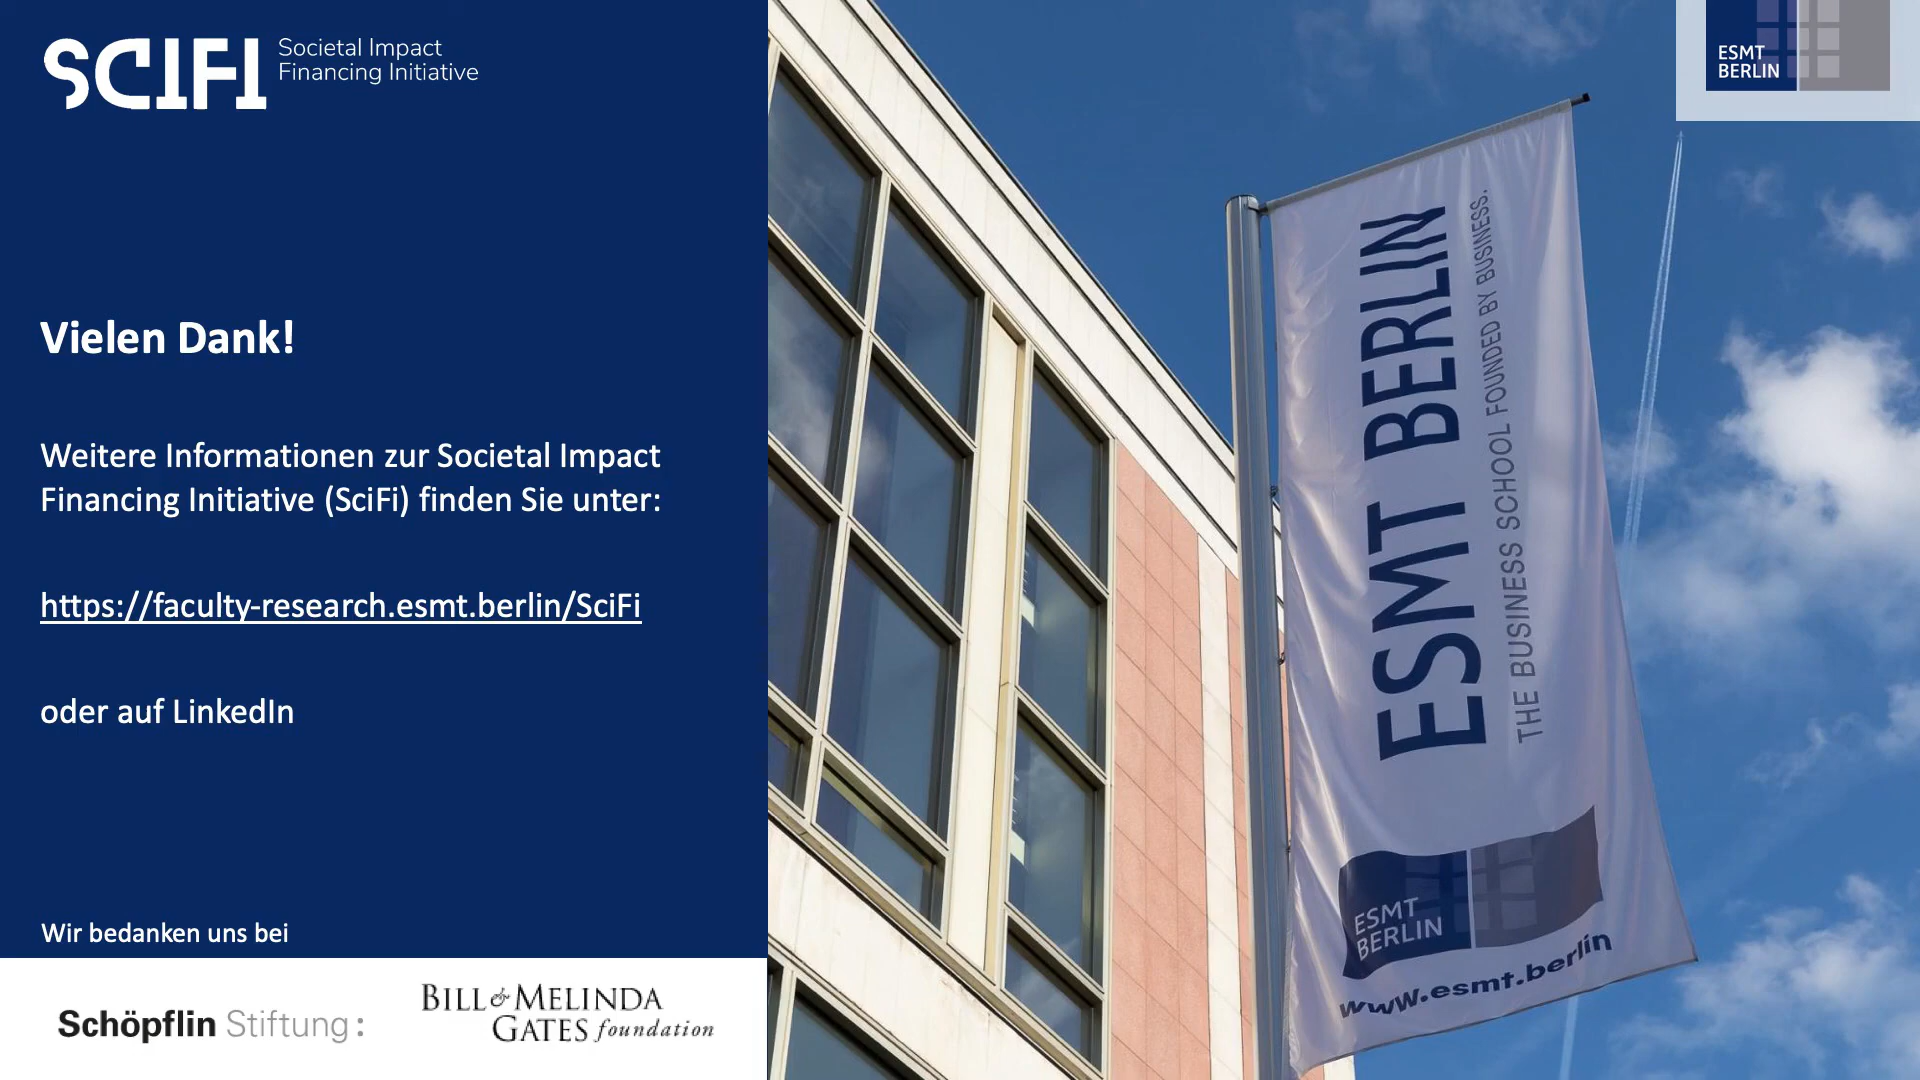 SCIFI
Societal Impact
Financing Initiative
Vielen Dank!
Weitere Informationen zur Societal Impact
Financing Initiative (SciFi) finden Sie unter:
https://faculty-research.esmt.berlin/SciFi
oder auf LinkedIn
Wir bedanken uns bei
Schöpflin Stiftung:
BILL & MELINDA
GATES foundation
ESMT
BERLIN
ESMT BERLIN
THE BUSINESS SCHOOL FOUNDED BY BUSINESS.
ESMT
BERLIN
www.esmt.berlin